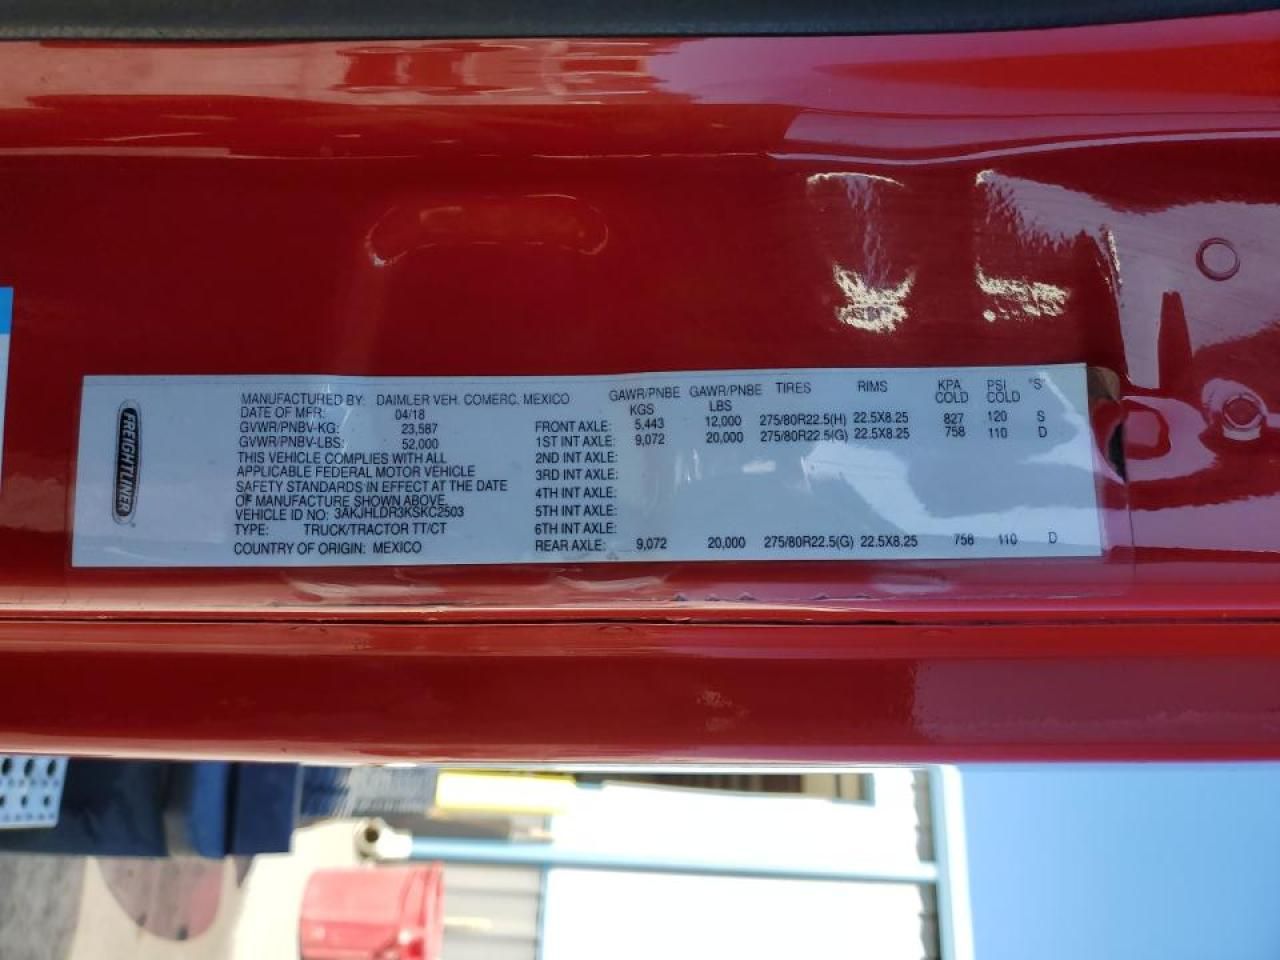 FREIGHTLINER
MANUFACTURED BY: DAIMLER VEH. COMERC. MEXICO
DATE OF MFR: 04/18
GVWR/PNBV-KG: 23,587
GVWR/PNBV-LBS: 52,000
THIS VEHICLE COMPLIES WITH ALL
APPLICABLE FEDERAL MOTOR VEHICLE
SAFETY STANDARDS IN EFFECT AT THE DATE
OF MANUFACTURE SHOWN ABOVE.
VEHICLE ID NO: 3AKJHLDR3KSKC2503
TYPE: TRUCK/TRACTOR TT/CT
COUNTRY OF ORIGIN: MEXICO
GAWR/PNBE KGS GAWR/PNBE LBS TIRES RIMS KPA COLD PSI COLD °S
FRONT AXLE: 5,443 12,000 275/80R22.5(H) 22.5X8.25 827 120 S
1ST INT AXLE: 9,072 20,000 275/80R22.5(G) 22.5X8.25 758 110 D
2ND INT AXLE:
3RD INT AXLE:
4TH INT AXLE:
5TH INT AXLE:
6TH INT AXLE:
REAR AXLE: 9,072 20,000 275/80R22.5(G) 22.5X8.25 758 110 D